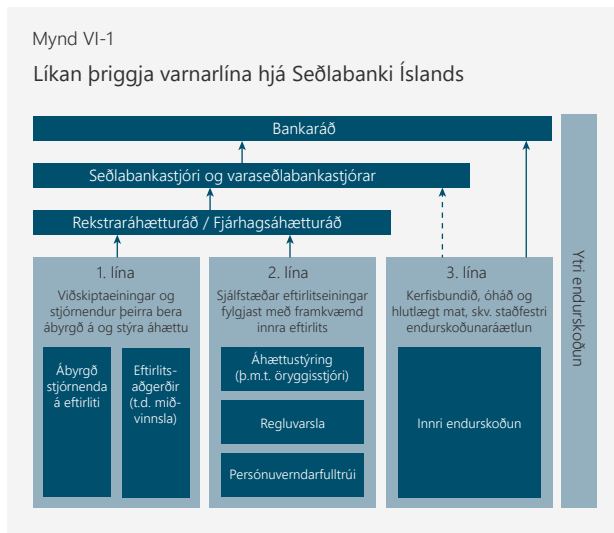 Mynd VI-1
Líkan þriggja varnarlína hjá Seðlabanki Íslands
Bankaráð
Seðlabankastjóri og varaseðlabankastjórar
Rekstraráhætturáð / Fjárhagsáhætturáð
1. lína
Viðskiptaeiningar og
stjórnendur þeirra bera
ábyrgð á og stýra áhættu
Ábyrgð
stjórnenda
á eftirliti
Eftirlits-
aðgerðir
(t.d. mið-
vinnsla)
2. lína
Sjálfstæðar eftirlitseiningar
fylgjast með framkvæmd
innra eftirlits
Áhættustýring
(þ.m.t. öryggisstjóri)
Regluvarsla
Persónuverndarfulltrúi
3. lína
Kerfisbundið, óháð og
hlutlægt mat, skv. staðfestri
endurskoðunaráætlun
Innri endurskoðun
Ytri endurskoðun